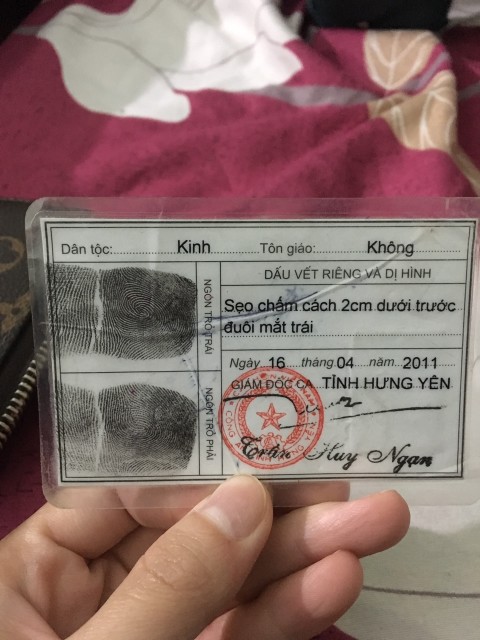 Dân tộc: Kinh Tôn giáo: Không
DẤU VẾT RIÊNG VÀ DỊ HÌNH
Sẹo chấm cách 2cm dưới trước
đuôi mắt trái
NGÓN TRỎ TRÁI
Ngày 16 tháng 04 năm 2011
GIÁM ĐỐC CA TỈNH HƯNG YÊN
NGÓN TRỎ PHẢI
Trần Huy Ngạn